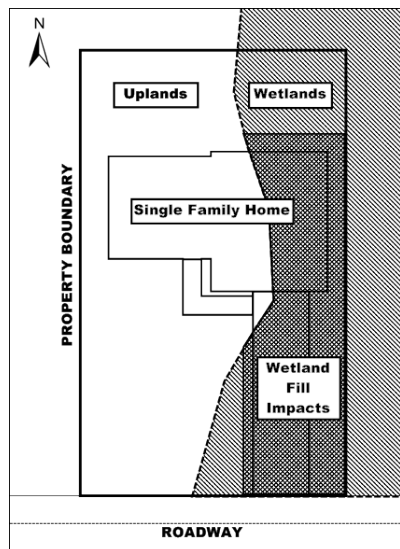 N
Uplands
Wetlands
Single Family Home
PROPERTY BOUNDARY
Wetland
Fill
Impacts
ROADWAY